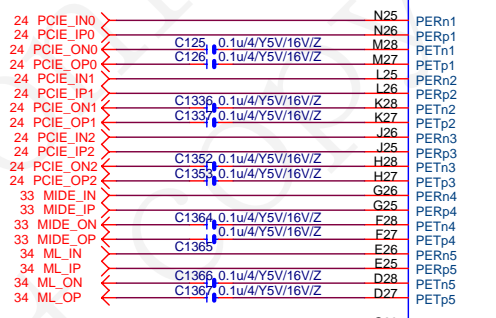 24 PCIE_IN0 N25 PERn1
24 PCIE_IP0 N26 PERp1
24 PCIE_ON0 C125 0.1u/4/Y5V/16V/Z M28 PETn1
24 PCIE_OP0 C126 0.1u/4/Y5V/16V/Z M27 PETp1
24 PCIE_IN1 L25 PERn2
24 PCIE_IP1 L26 PERp2
24 PCIE_ON1 C1336 0.1u/4/Y5V/16V/Z K28 PETn2
24 PCIE_OP1 C1337 0.1u/4/Y5V/16V/Z K27 PETp2
24 PCIE_IN2 J26 PERn3
24 PCIE_IP2 J25 PERp3
24 PCIE_ON2 C1352 0.1u/4/Y5V/16V/Z H28 PETn3
24 PCIE_OP2 C1353 0.1u/4/Y5V/16V/Z H27 PETp3
33 MIDE_IN G26 PERn4
33 MIDE_IP G25 PERp4
33 MIDE_ON C1364 0.1u/4/Y5V/16V/Z F28 PETn4
33 MIDE_OP C1365 0.1u/4/Y5V/16V/Z F27 PETp4
34 ML_IN E26 PERn5
34 ML_IP E25 PERp5
34 ML_ON C1366 0.1u/4/Y5V/16V/Z D28 PETn5
34 ML_OP C1367 0.1u/4/Y5V/16V/Z D27 PETp5